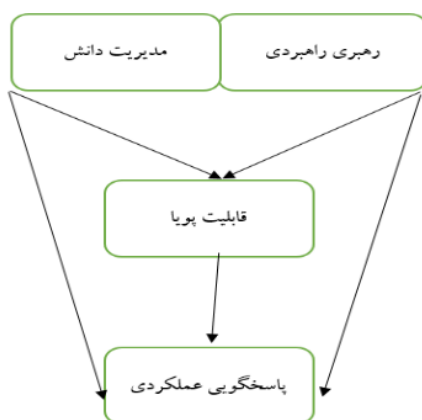 رهبری راهبردی
مدیریت دانش
قابلیت پویا
پاسخگویی عملکردی